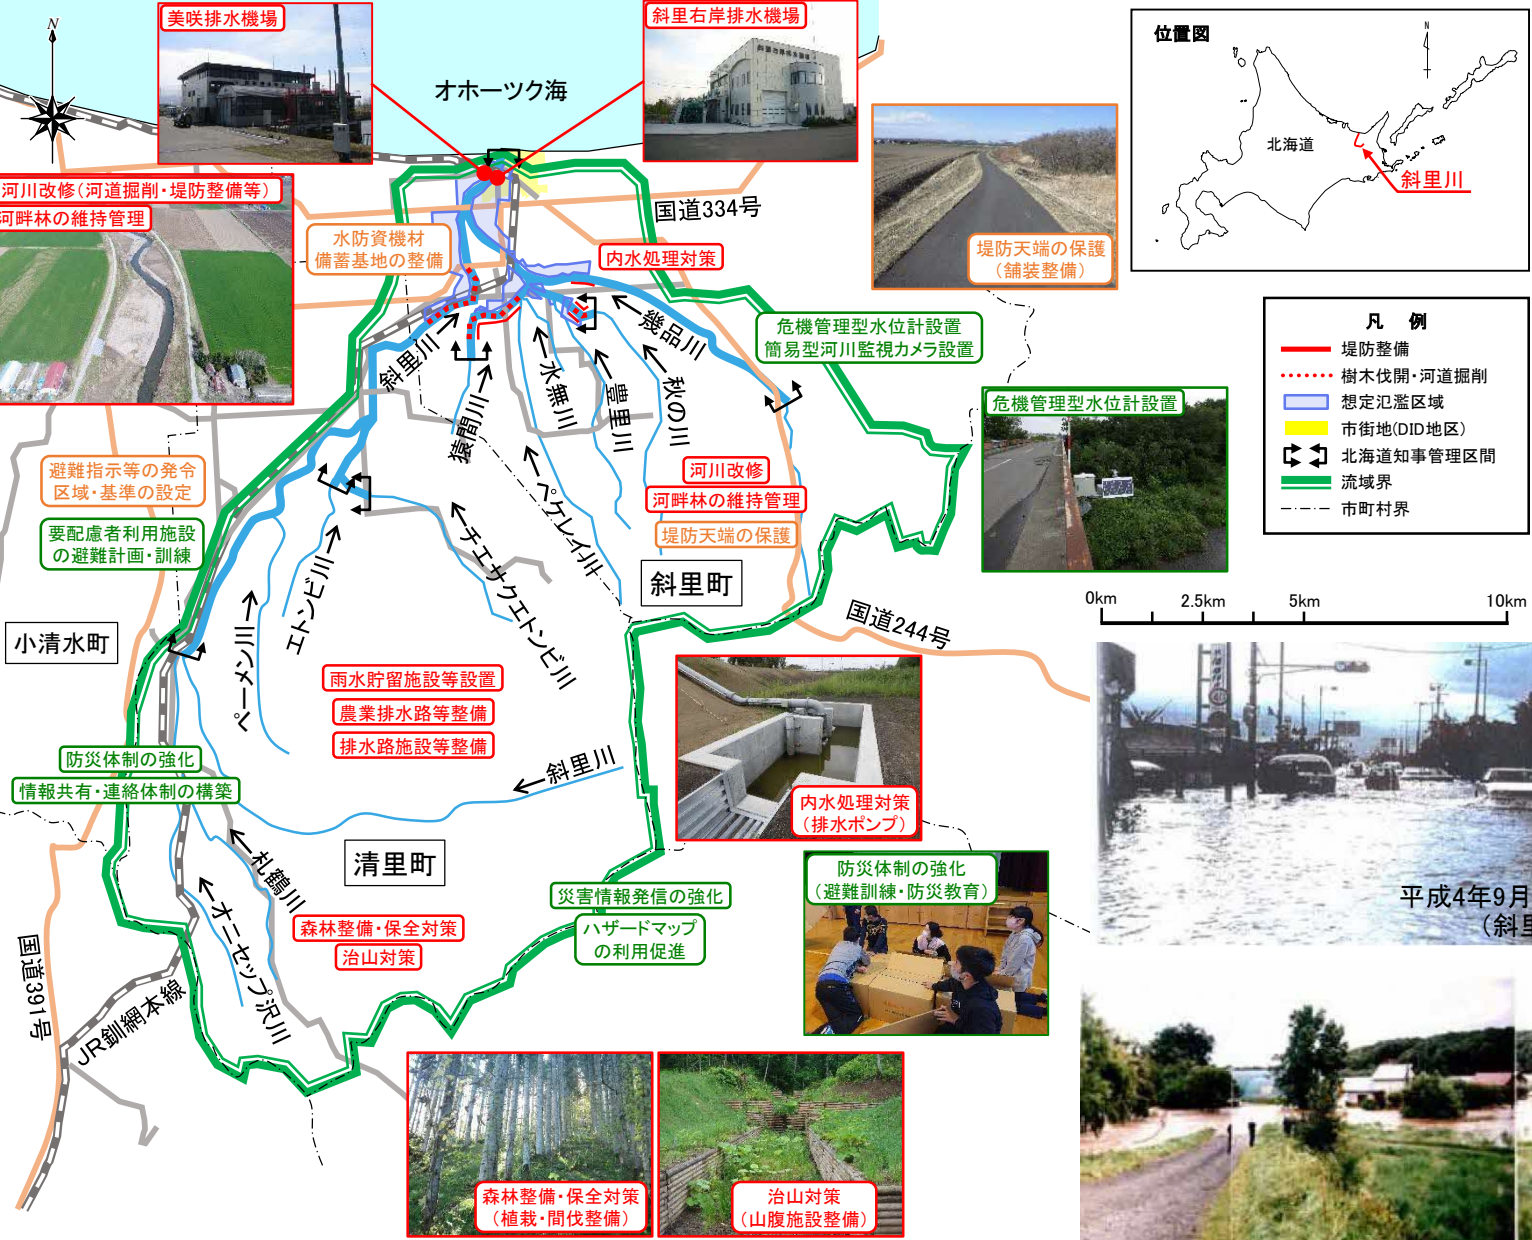 美咲排水機場
斜里右岸排水機場
斜里右岸排水機場
N
オホーツク海
位置図
N
北海道
斜里川
河川改修(河道掘削・堤防整備等)
河畔林の維持管理
国道334号
水防資機材
備蓄基地の整備
内水処理対策
堤防天端の保護
(舗装整備)
凡 例
堤防整備
樹木伐開・河道掘削
想定氾濫区域
市街地(DID地区)
北海道知事管理区間
流域界
市町村界
幾品川
危機管理型水位計設置
簡易型河川監視カメラ設置
斜里川
猿間川
水無川
豊里川
秋の川
危機管理型水位計設置
避難指示等の発令
区域・基準の設定
要配慮者利用施設
の避難計画・訓練
河川改修
河畔林の維持管理
堤防天端の保護
ペケレイ川
チエサクエトンビ川
エトンビ川
ペーメン川
斜里町
小清水町
国道244号
0km
2.5km
5km
10km
雨水貯留施設等設置
農業排水路等整備
排水路施設等整備
斜里川
防災体制の強化
情報共有・連絡体制の構築
内水処理対策
(排水ポンプ)
清里町
札鶴川
オニセップ沢川
森林整備・保全対策
治山対策
災害情報発信の強化
ハザードマップ
の利用促進
防災体制の強化
(避難訓練・防災教育)
平成4年9月
(斜里
国道391号
JR釧網本線
森林整備・保全対策
(植栽・間伐整備)
治山対策
(山腹施設整備)